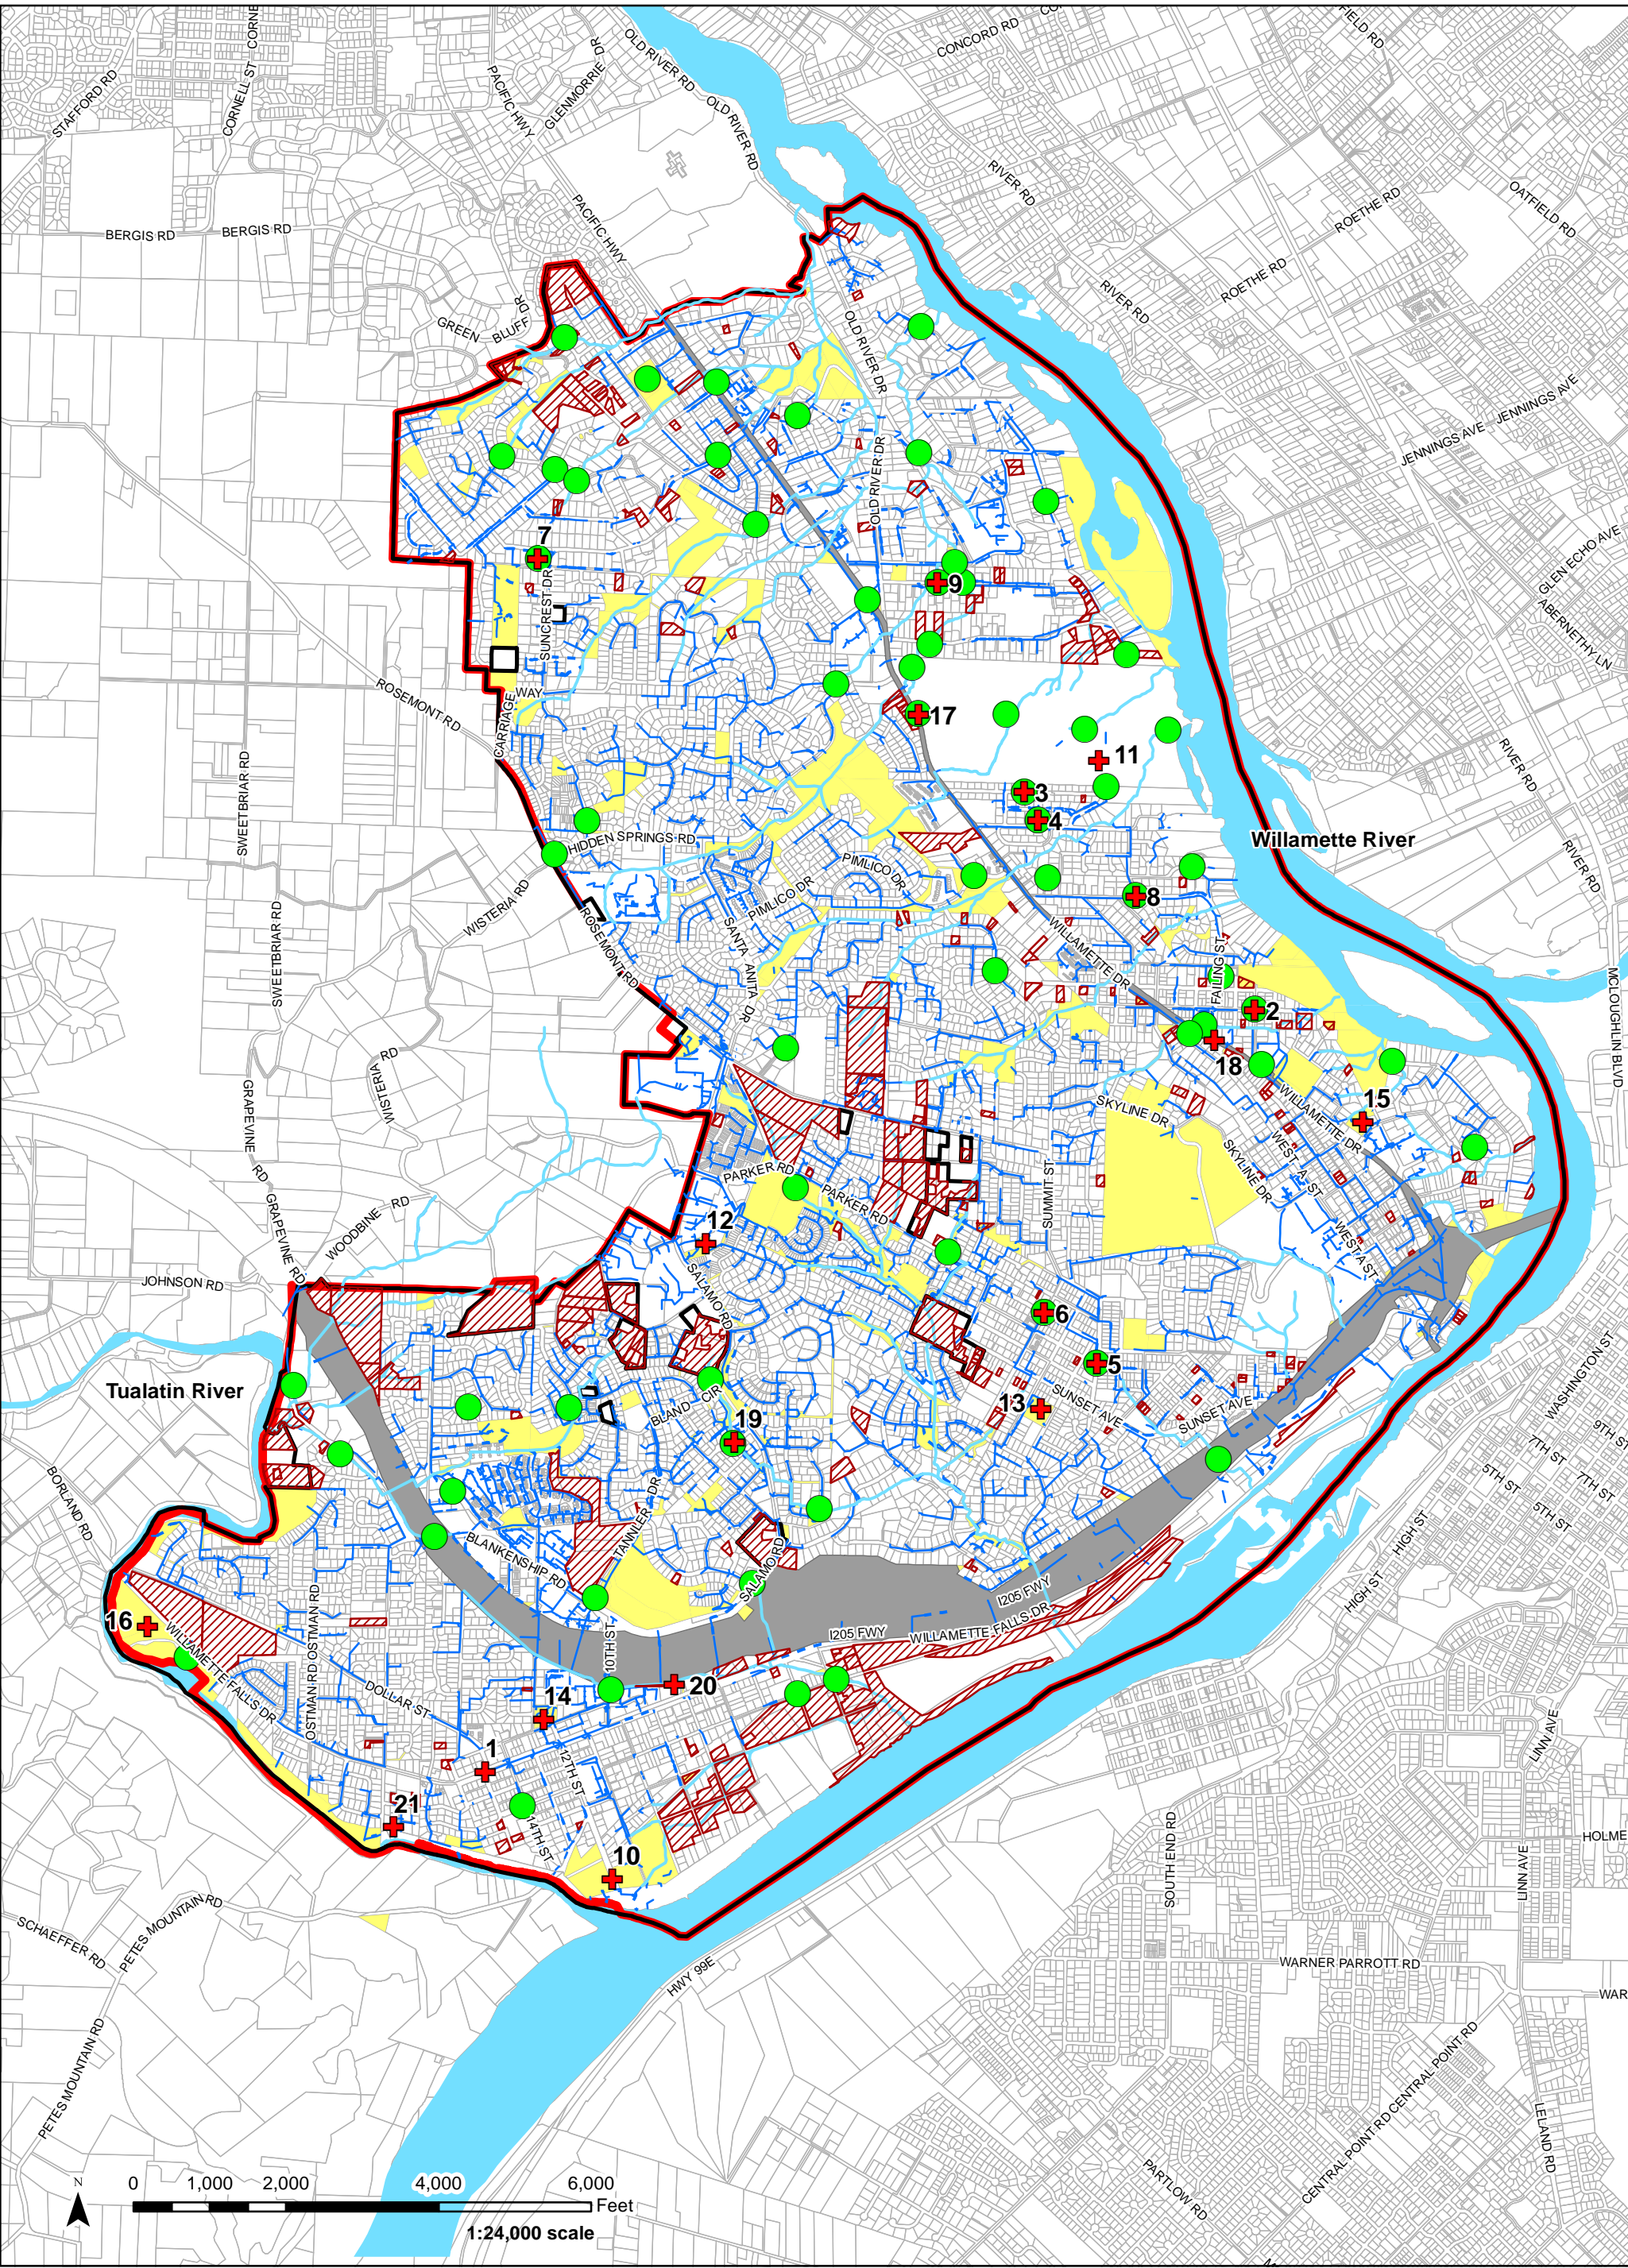 CONCORD RD
FIELD RD
OLD RIVER RD
OLD RIVER RD
STAFFORD RD
CORNELL ST
CORNE
PACIFIC HWY
GLENMORRIE DR
RIVER RD
ROETHE RD
OATFIELD RD
BERGIS RD
BERGIS RD
PACIFIC HWY
ROETHE RD
RIVER RD
GREEN BLUFF DR
OLD RIVER DR
JENNINGS AVE
JENNINGS AVE
OLD RIVER DR
GLEN ECHO AVE
ABERNETHY LN
7
SUNCREST DR
9
ROSEMONT RD
CARRIAGE WAY
17
11
RIVER RD
SWEETBRIAR RD
3
4
Willamette River
RIVER RD
HIDDEN SPRINGS RD
PIMLICO DR
PIMLICO DR
8
WISTERIA RD
SWEETBRIAR RD
ROSEMONT RD
SANTA ANITA DR
WILLAMETTE DR
FAILING ST
MCLOUGHLIN BLVD
2
18
WISTERIA RD
GRAPEVINE RD
SKYLINE DR
WILLAMETTE DR
15
WEST A ST
SKYLINE DR
PARKER RD
PARKER RD
SUMMIT ST
12
WOODBINE RD
GRAPEVINE RD
WEST A ST
JOHNSON RD
SALAMO RD
6
5
WASHINGTON ST
Tualatin River
BLAND CIR
13
SUNSET AVE
SUNSET AVE
19
9TH ST
7TH ST
7TH ST
5TH ST
5TH ST
BORLAND RD
TANNLER DR
HIGH ST
BLANKENSHIP RD
SALAMO RD
I205 FWY
HIGH ST
16
OSTMAN RD
OSTMAN RD
WILLAMETTE FALLS DR
I205 FWY
WILLAMETTE FALLS DR
10TH ST
20
DOLLAR ST
14
LINN AVE
1
12TH ST
21
14TH ST
SOUTH END RD
HOLME
10
LINN AVE
SCHAEFFER RD
PETES MOUNTAIN RD
HWY 99E
WARNER PARROTT RD
WAR
PETES MOUNTAIN RD
CENTRAL POINT RD
CENTRAL POINT RD
LELAND RD
PARTLOW RD
N
0 1,000 2,000 4,000 6,000
Feet
1:24,000 scale